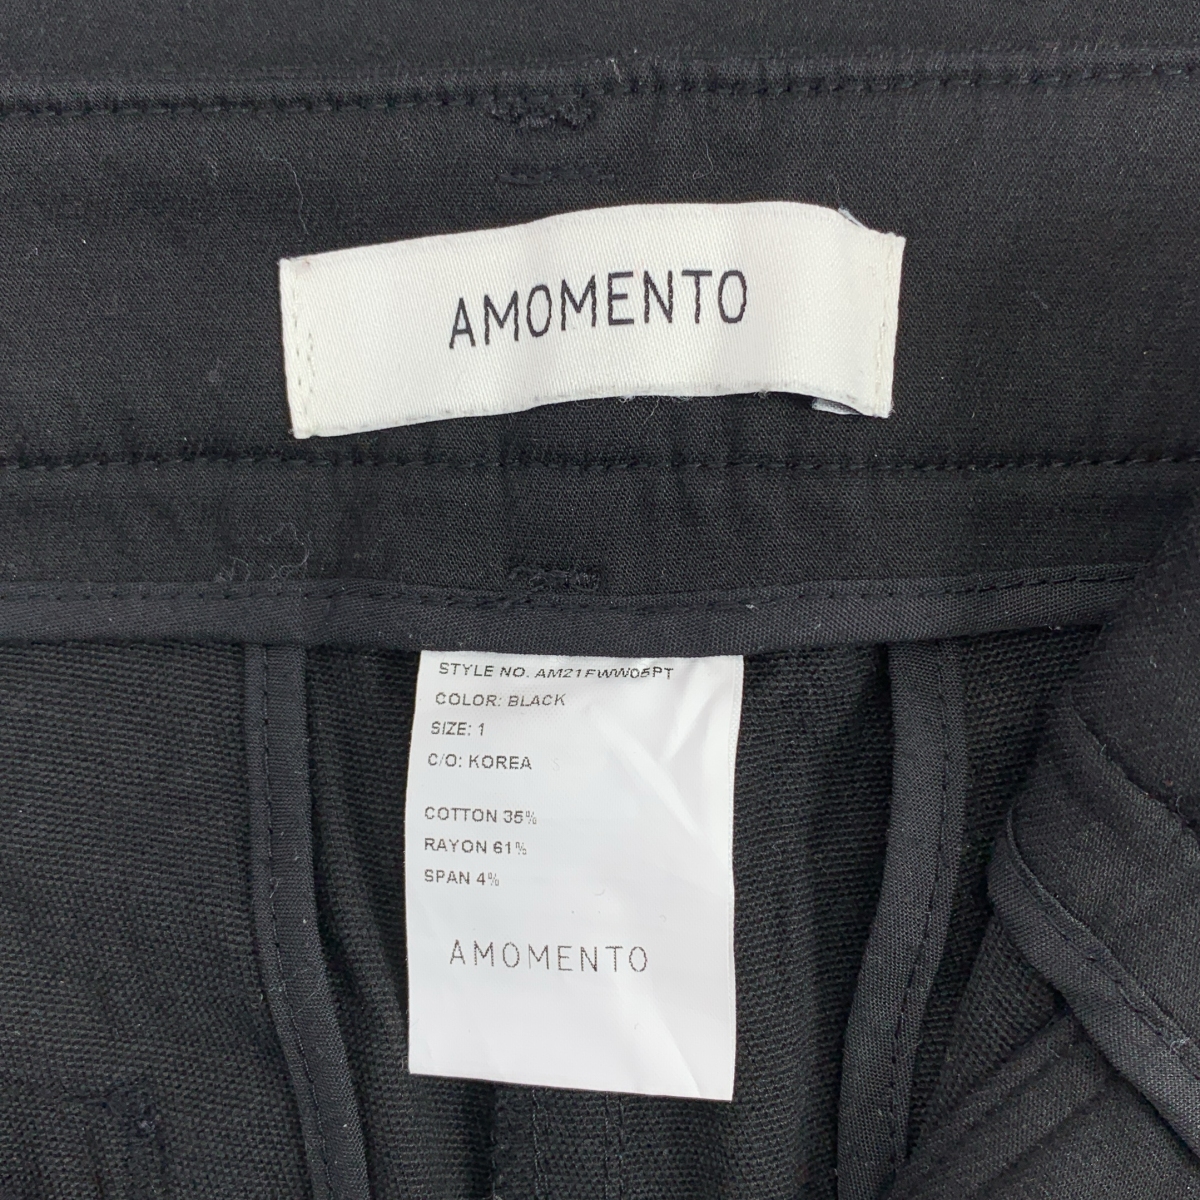 AMOMENTO
STYLE NO. AM21FWW05PT
COLOR: BLACK
SIZE: 1
C/O: KOREA
COTTON 35%
RAYON 61%
SPAN 4%
AMOMENTO